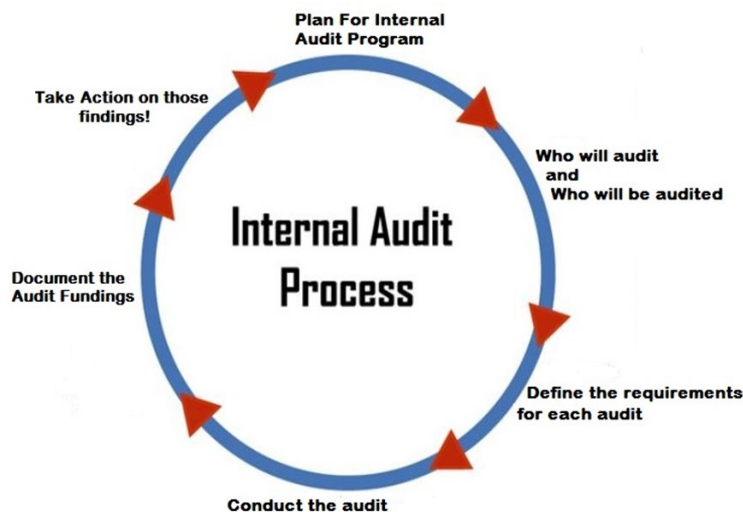 Plan For Internal
Audit Program
Who will audit
and
Who will be audited
Define the requirements
for each audit
Conduct the audit
Document the
Audit Fundings
Take Action on those
findings!
Internal Audit
Process